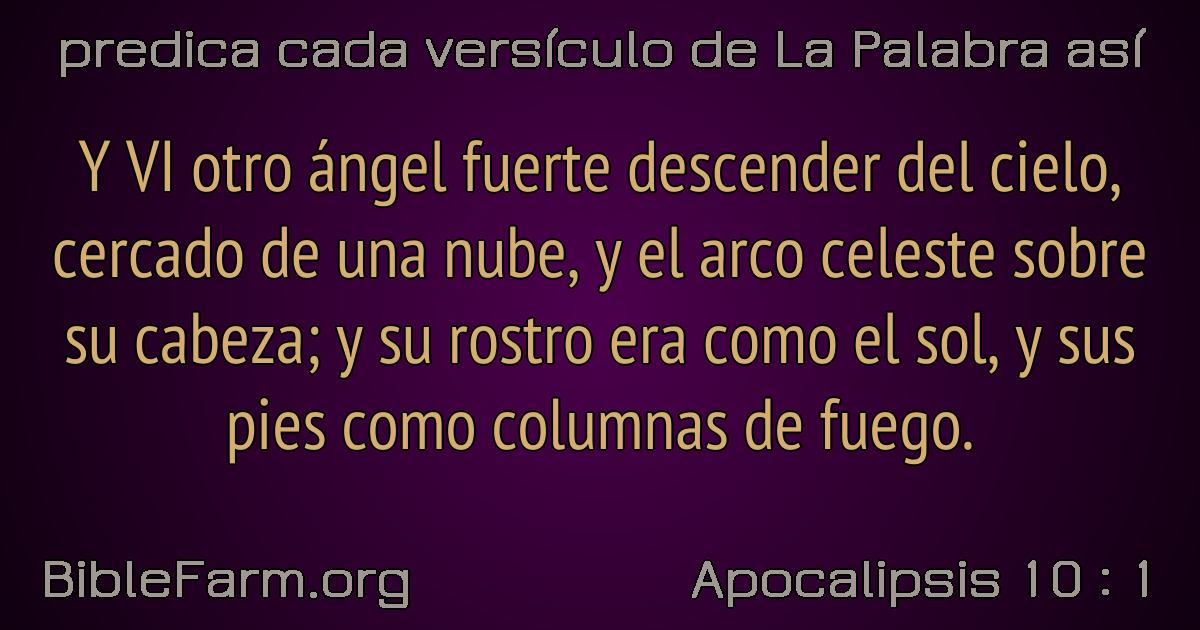 predica cada versículo de La Palabra así
Y VI otro ángel fuerte descender del cielo,
cercado de una nube, y el arco celeste sobre
su cabeza; y su rostro era como el sol, y sus
pies como columnas de fuego.
BibleFarm.org
Apocalipsis 10 : 1